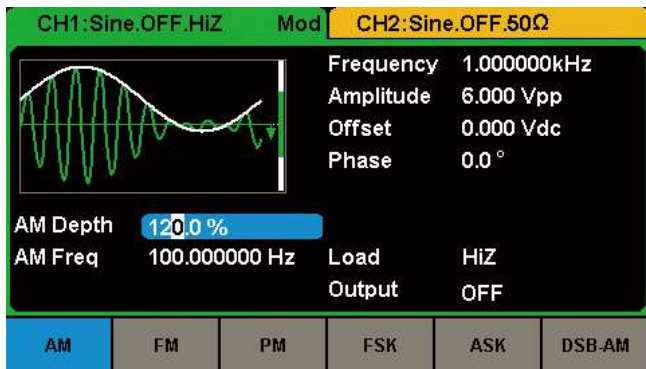 CH1:Sine.OFF.HiZ Mod CH2:Sine.OFF.50Ω
Frequency 1.000000kHz
Amplitude 6.000 Vpp
Offset 0.000 Vdc
Phase 0.0 °
AM Depth 120.0 %
AM Freq 100.000000 Hz Load HiZ
Output OFF
AM FM PM FSK ASK DSB-AM